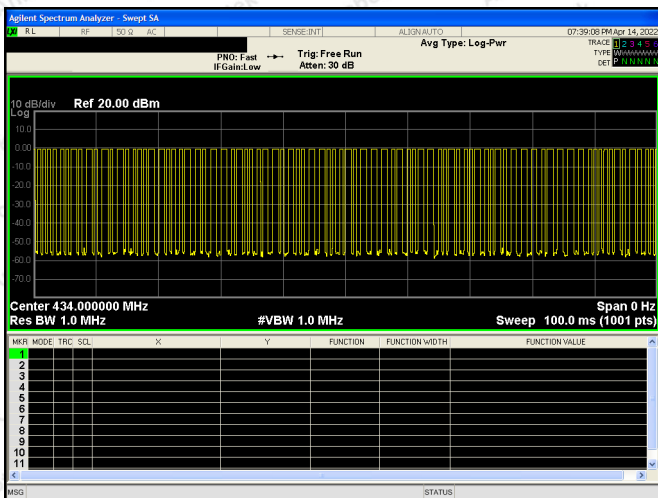 Agilent Spectrum Analyzer - Swept SA
RL RF 50 Ω AC SENSE:INT ALIGN AUTO 07:39:08 PM Apr 14, 2022
Avg Type: Log-Pwr TRACE 1 2 3 4 5 6
PNO: Fast Trig: Free Run TYPE
IFGain:Low Atten: 30 dB DET P N N N N N
10 dB/div Ref 20.00 dBm
Log
10.0
0.00
-10.0
-20.0
-30.0
-40.0
-50.0
-60.0
-70.0
Center 434.000000 MHz Span 0 Hz
Res BW 1.0 MHz #VBW 1.0 MHz Sweep 100.0 ms (1001 pts)
MKR MODE TRC SCL X Y FUNCTION FUNCTION WIDTH FUNCTION VALUE
1
2
3
4
5
6
7
8
9
10
11
MSG STATUS